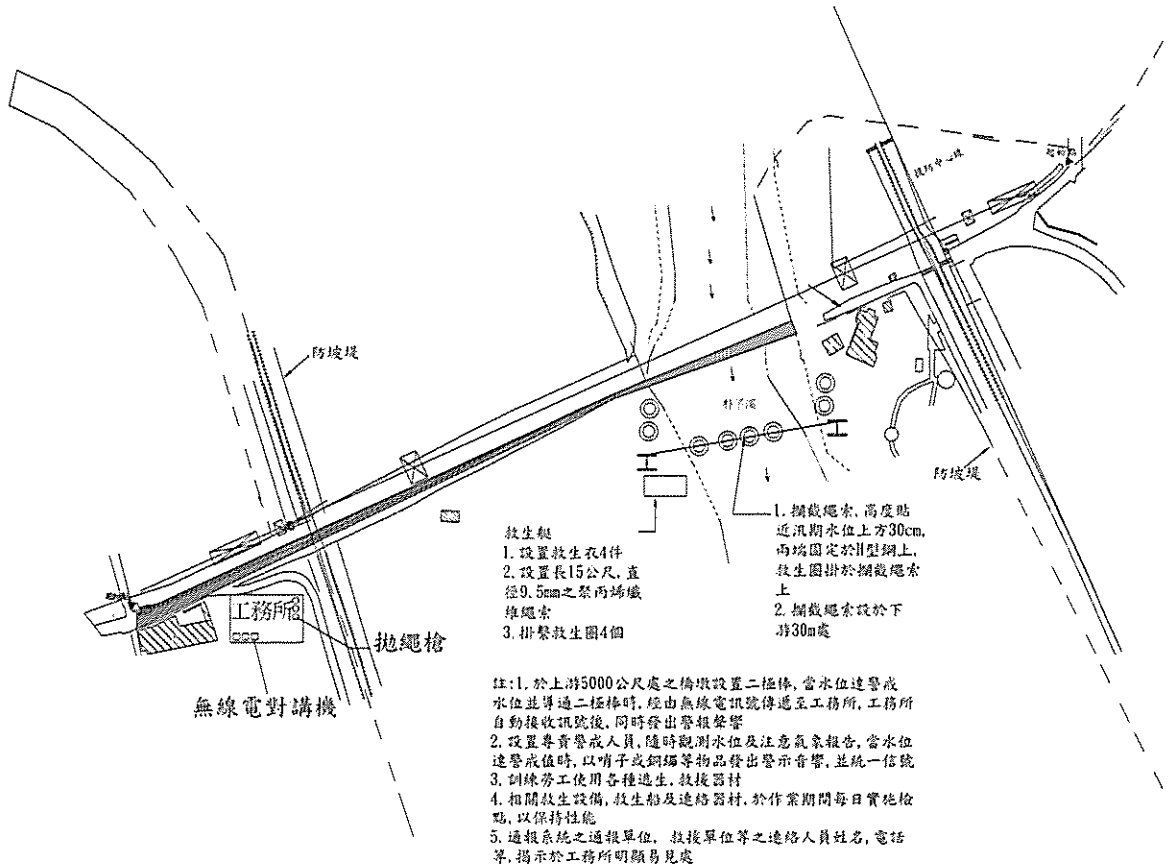 堤防中心線
防坡堤
防坡堤
工務所
拋繩槍
無線電對講機
救生艇
1. 設置救生衣4件
2. 設置長15公尺, 直
徑9.5mm之聚丙烯纖
維繩索
3. 掛繫救生圈4個
1. 攔截繩索, 高度貼
近汛期水位上方30cm,
兩端固定於H型鋼上,
救生圈掛於攔截繩索
上
2. 攔截繩索設於下
游30m處
註:1. 於上游5000公尺處之橋墩設置二極棒, 當水位達警戒
水位並導通二極棒時, 經由無線電訊號傳遞至工務所, 工務所
自動接收訊號後, 同時發出警報聲響
2. 設置專責警戒人員, 隨時觀測水位及注意氣象報告, 當水位
達警戒值時, 以哨子或銅鑼等物品發出警示音響, 並統一信號
3. 訓練勞工使用各種逃生, 救援器材
4. 相關救生設備, 救生船及連絡器材, 於作業期間每日實施檢
點, 以保持性能
5. 通報系統之通報單位, 救援單位等之連絡人員姓名, 電話
等, 揭示於工務所明顯易見處